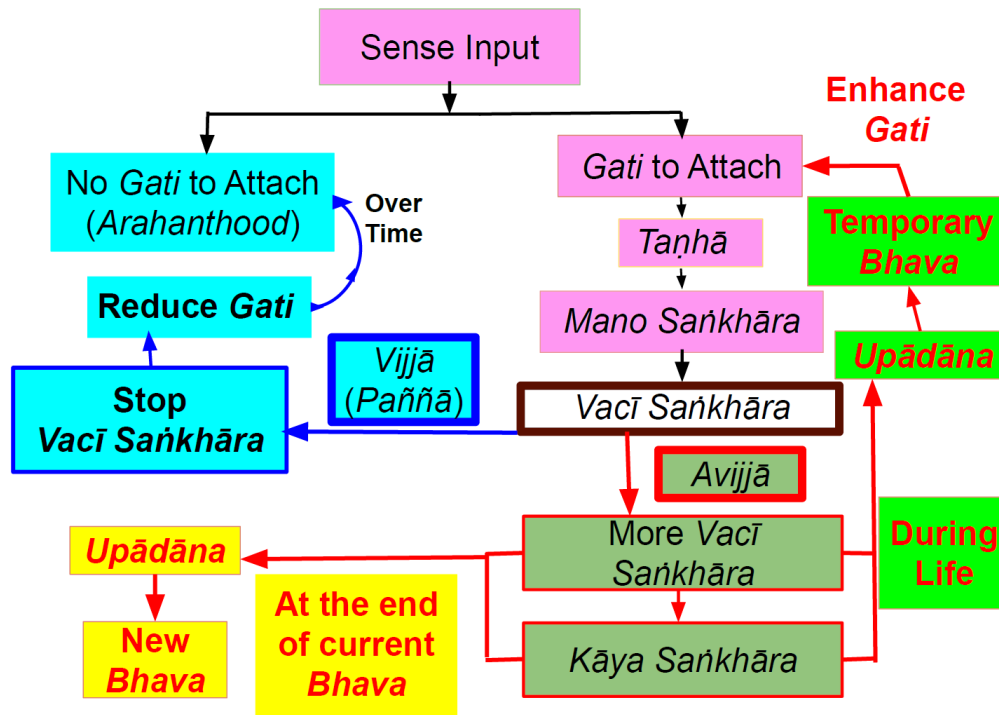 Sense Input
Enhance
Gati
No Gati to Attach
(Arahanthood)
Over
Time
Gati to Attach
Temporary
Bhava
Taṇhā
Reduce Gati
Mano Saṅkhāra
Upādāna
Vijjā
(Paññā)
Stop
Vacī Saṅkhāra
Vacī Saṅkhāra
Avijjā
More Vacī
Saṅkhāra
During
Life
Upādāna
At the end
of current
Bhava
New
Bhava
Kāya Saṅkhāra